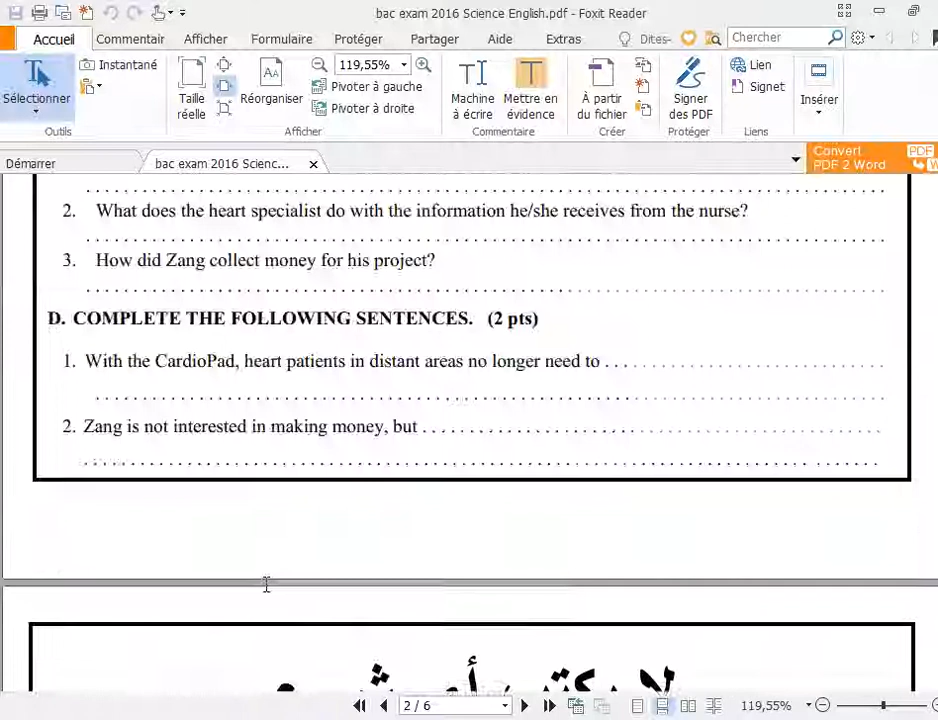 bac exam 2016 Science English.pdf - Foxit Reader
Accueil Commentair Afficher Formulaire Protéger Partager Aide Extras Dites- Chercher
Sélectionner
Instantané
Outils
Taille réelle
Réorganiser
119,55%
Pivoter à gauche
Pivoter à droite
Afficher
Machine à écrire
Mettre en évidence
Commentaire
À partir du fichier
Créer
Signer des PDF
Protéger
Lien
Signet
Liens
Insérer
Démarrer
bac exam 2016 Scienc...
Convert PDF
PDF 2 Word
2. What does the heart specialist do with the information he/she receives from the nurse?
3. How did Zang collect money for his project?
D. COMPLETE THE FOLLOWING SENTENCES. (2 pts)
1. With the CardioPad, heart patients in distant areas no longer need to
2. Zang is not interested in making money, but
2 / 6
119,55%